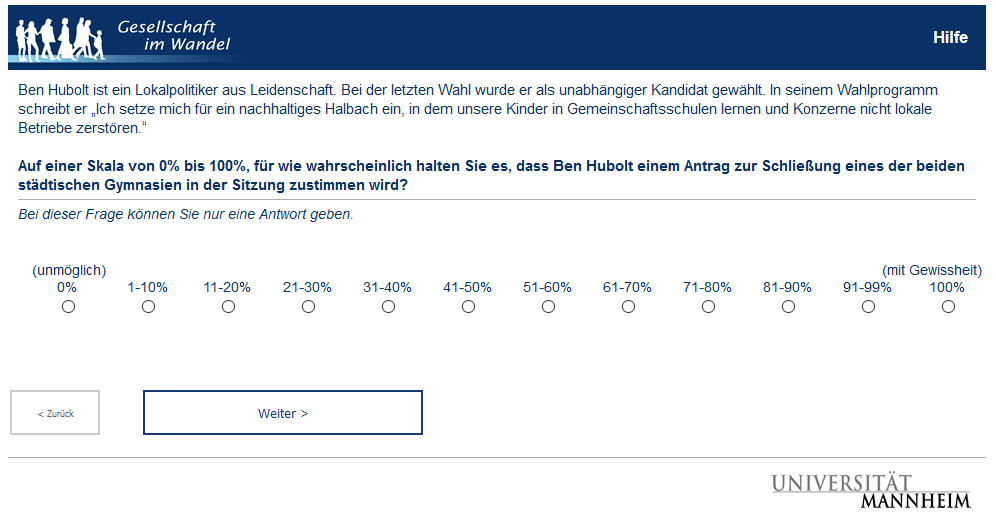 Gesellschaft
im Wandel
Hilfe
Ben Hubolt ist ein Lokalpolitiker aus Leidenschaft. Bei der letzten Wahl wurde er als unabhängiger Kandidat gewählt. In seinem Wahlprogramm
schreibt er „Ich setze mich für ein nachhaltiges Halbach ein, in dem unsere Kinder in Gemeinschaftsschulen lernen und Konzerne nicht lokale
Betriebe zerstören.“
Auf einer Skala von 0% bis 100%, für wie wahrscheinlich halten Sie es, dass Ben Hubolt einem Antrag zur Schließung eines der beiden
städtischen Gymnasien in der Sitzung zustimmen wird?
Bei dieser Frage können Sie nur eine Antwort geben.
(unmöglich) (mit Gewissheit)
0% 1-10% 11-20% 21-30% 31-40% 41-50% 51-60% 61-70% 71-80% 81-90% 91-99% 100%
< Zurück Weiter >
UNIVERSITÄT
MANNHEIM